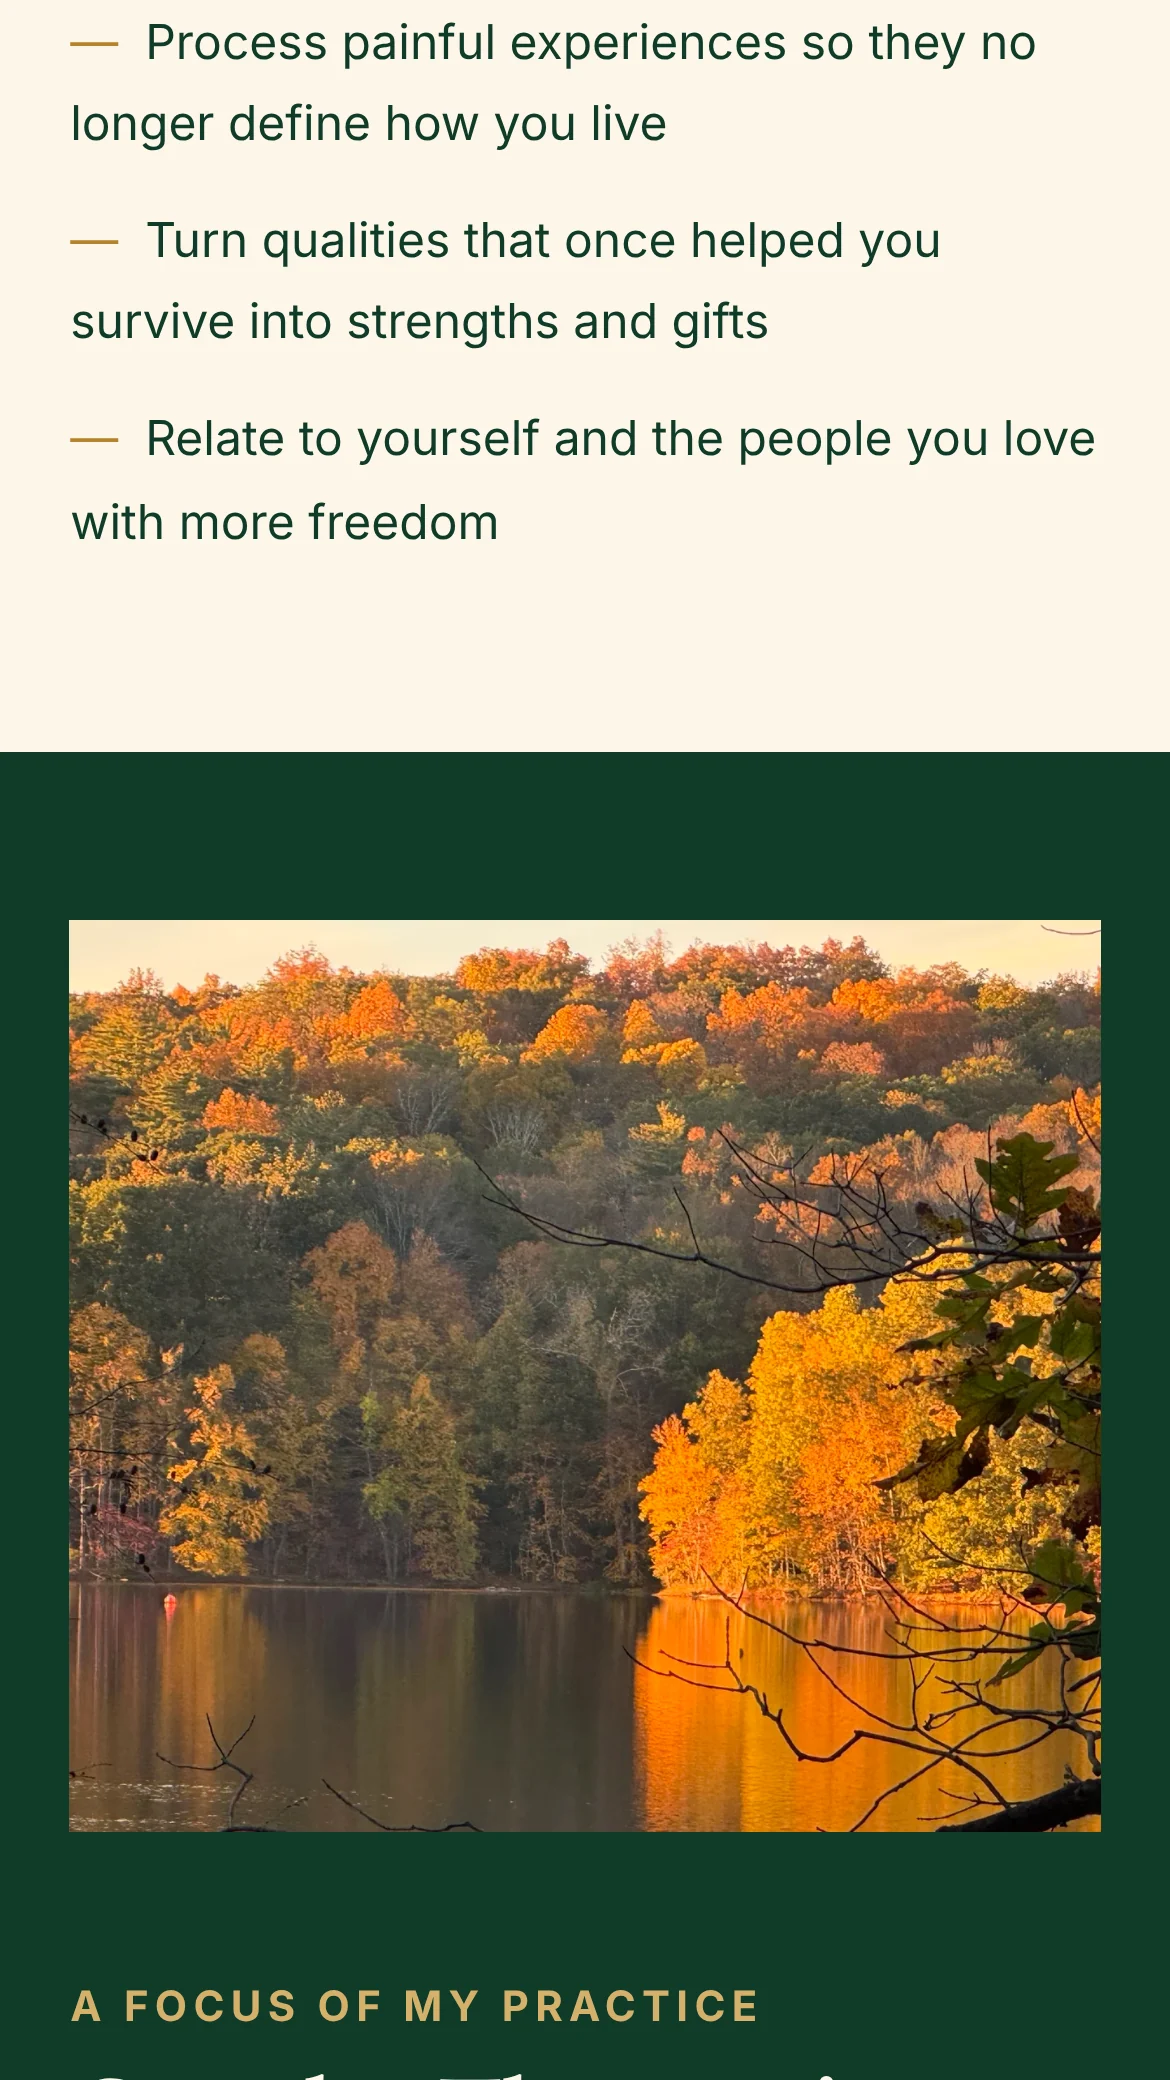 — Process painful experiences so they no
longer define how you live
— Turn qualities that once helped you
survive into strengths and gifts
— Relate to yourself and the people you love
with more freedom
A FOCUS OF MY PRACTICE